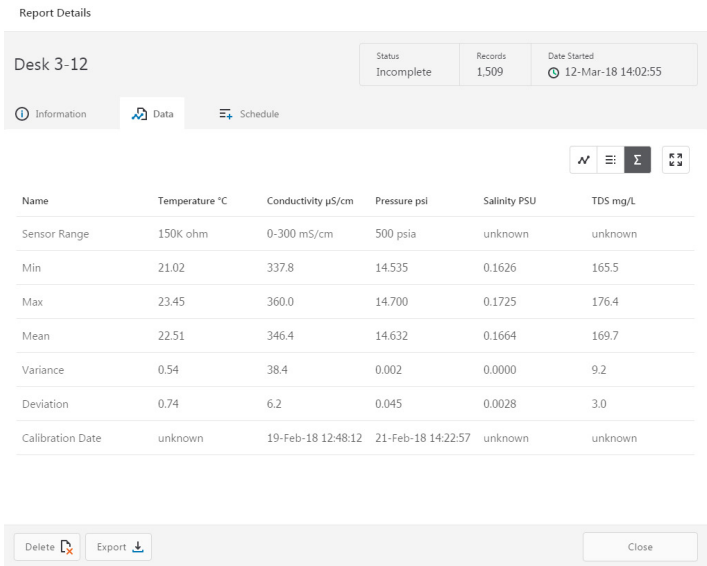 Report Details
Desk 3-12
Status Records Date Started
Incomplete 1,509 12-Mar-18 14:02:55
Information Data Schedule
Σ
Name Temperature °C Conductivity µS/cm Pressure psi Salinity PSU TDS mg/L
Sensor Range 150K ohm 0-300 mS/cm 500 psia unknown unknown
Min 21.02 337.8 14.535 0.1626 165.5
Max 23.45 360.0 14.700 0.1725 176.4
Mean 22.51 346.4 14.632 0.1664 169.7
Variance 0.54 38.4 0.002 0.0000 9.2
Deviation 0.74 6.2 0.045 0.0028 3.0
Calibration Date unknown 19-Feb-18 12:48:12 21-Feb-18 14:22:57 unknown unknown
Delete Export Close